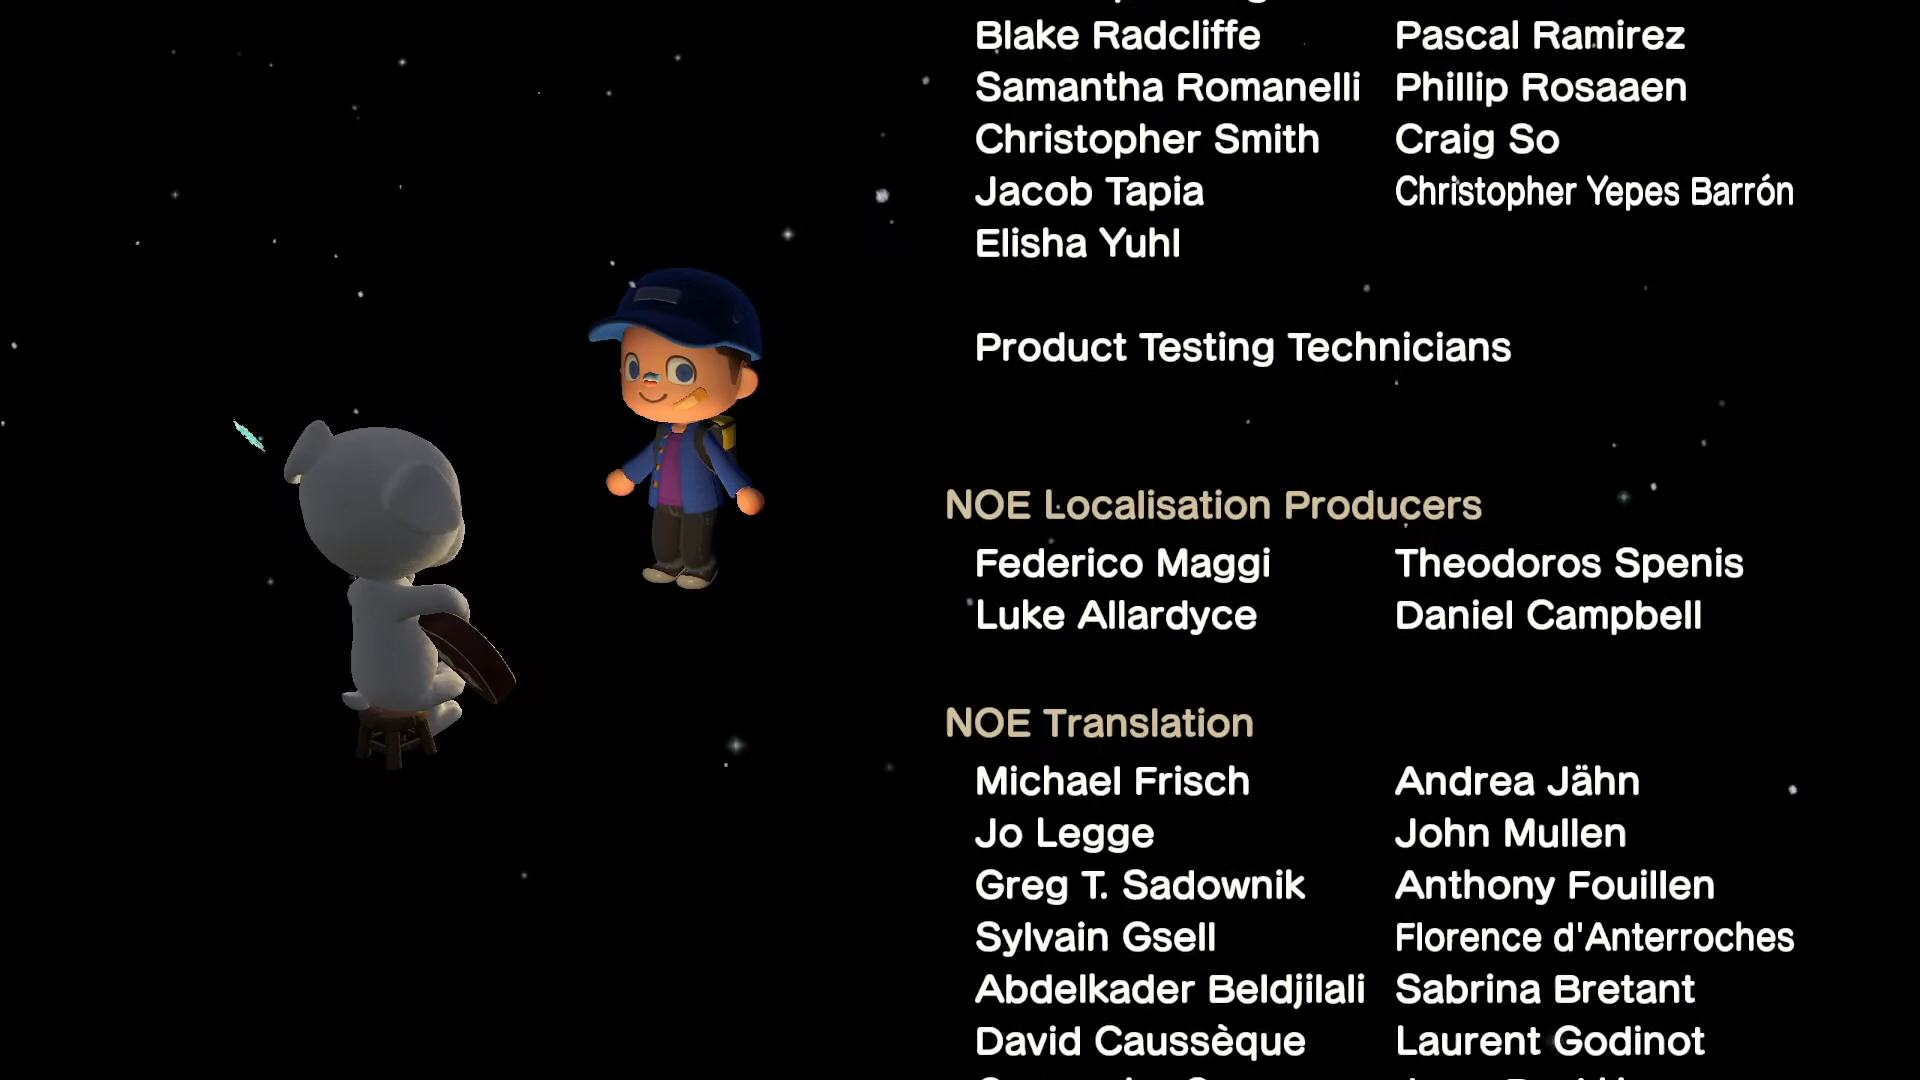 Blake Radcliffe Pascal Ramirez
Samantha Romanelli Phillip Rosaaen
Christopher Smith Craig So
Jacob Tapia Christopher Yepes Barrón
Elisha Yuhl
Product Testing Technicians
NOE Localisation Producers
Federico Maggi Theodoros Spenis
Luke Allardyce Daniel Campbell
NOE Translation
Michael Frisch Andrea Jähn
Jo Legge John Mullen
Greg T. Sadownik Anthony Fouillen
Sylvain Gsell Florence d'Anterroches
Abdelkader Beldjilali Sabrina Bretant
David Caussèque Laurent Godinot